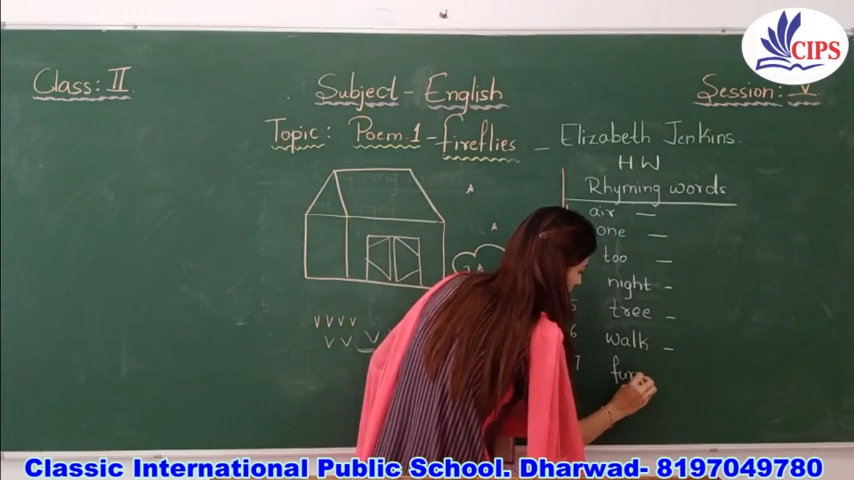 CIPS
Class: II
Subject - English
Session: V
Topic: Poem.1 - fireflies - Elizabeth Jenkins.
HW
Rhyming words
air —
one —
too —
night -
tree -
5
walk -
6
7
Classic International Public School. Dharwad- 8197049780